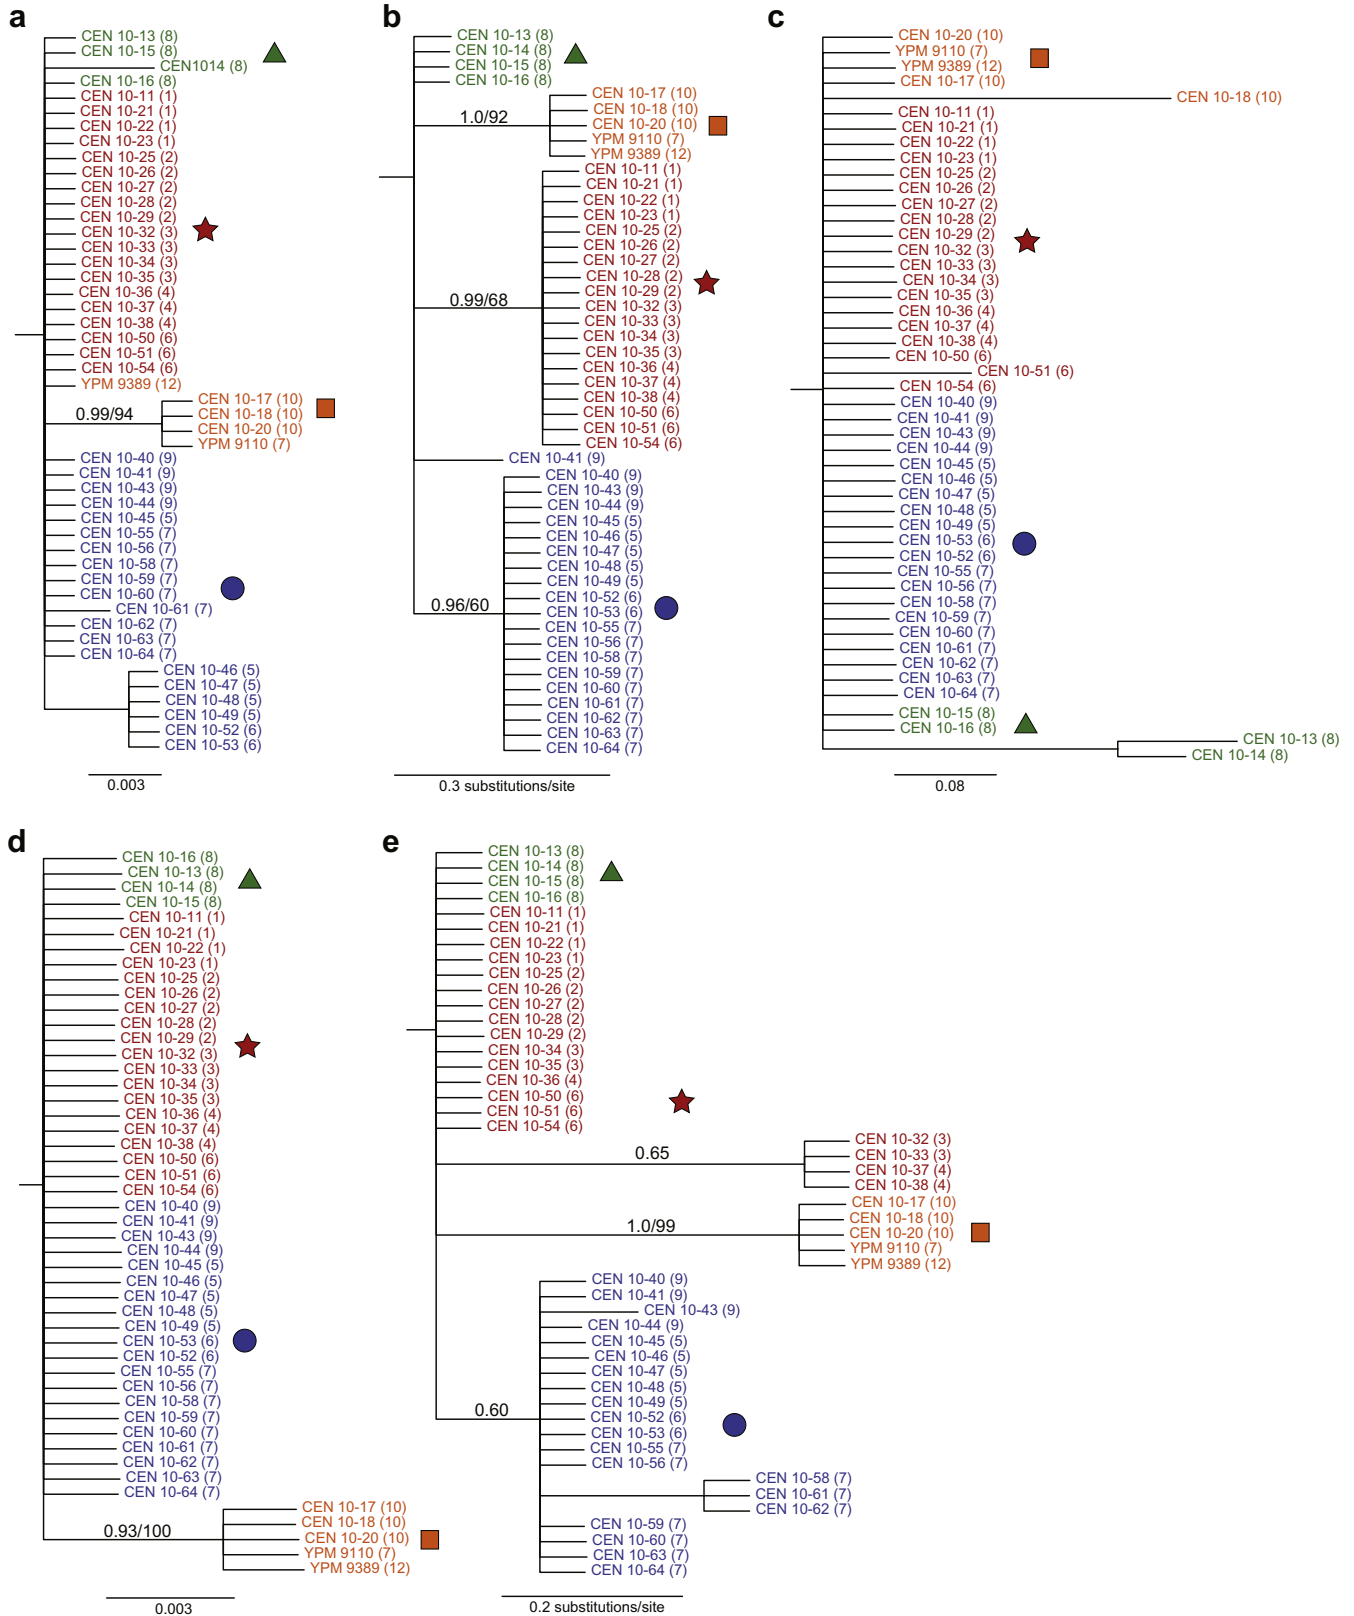 a
CEN 10-13 (8)
CEN 10-15 (8)
CEN1014 (8)
CEN 10-16 (8)
CEN 10-11 (1)
CEN 10-21 (1)
CEN 10-22 (1)
CEN 10-23 (1)
CEN 10-25 (2)
CEN 10-26 (2)
CEN 10-27 (2)
CEN 10-28 (2)
CEN 10-29 (2)
CEN 10-32 (3)
CEN 10-33 (3)
CEN 10-34 (3)
CEN 10-35 (3)
CEN 10-36 (4)
CEN 10-37 (4)
CEN 10-38 (4)
CEN 10-50 (6)
CEN 10-51 (6)
CEN 10-54 (6)
YPM 9389 (12)
0.99/94
CEN 10-17 (10)
CEN 10-18 (10)
CEN 10-20 (10)
YPM 9110 (7)
CEN 10-40 (9)
CEN 10-41 (9)
CEN 10-43 (9)
CEN 10-44 (9)
CEN 10-45 (5)
CEN 10-55 (7)
CEN 10-56 (7)
CEN 10-58 (7)
CEN 10-59 (7)
CEN 10-60 (7)
CEN 10-61 (7)
CEN 10-62 (7)
CEN 10-63 (7)
CEN 10-64 (7)
CEN 10-46 (5)
CEN 10-47 (5)
CEN 10-48 (5)
CEN 10-49 (5)
CEN 10-52 (6)
CEN 10-53 (6)
0.003
b
CEN 10-13 (8)
CEN 10-14 (8)
CEN 10-15 (8)
CEN 10-16 (8)
1.0/92
CEN 10-17 (10)
CEN 10-18 (10)
CEN 10-20 (10)
YPM 9110 (7)
YPM 9389 (12)
0.99/68
CEN 10-11 (1)
CEN 10-21 (1)
CEN 10-22 (1)
CEN 10-23 (1)
CEN 10-25 (2)
CEN 10-26 (2)
CEN 10-27 (2)
CEN 10-28 (2)
CEN 10-29 (2)
CEN 10-32 (3)
CEN 10-33 (3)
CEN 10-34 (3)
CEN 10-35 (3)
CEN 10-36 (4)
CEN 10-37 (4)
CEN 10-38 (4)
CEN 10-50 (6)
CEN 10-51 (6)
CEN 10-54 (6)
CEN 10-41 (9)
0.96/60
CEN 10-40 (9)
CEN 10-43 (9)
CEN 10-44 (9)
CEN 10-45 (5)
CEN 10-46 (5)
CEN 10-47 (5)
CEN 10-48 (5)
CEN 10-49 (5)
CEN 10-52 (6)
CEN 10-53 (6)
CEN 10-55 (7)
CEN 10-56 (7)
CEN 10-58 (7)
CEN 10-59 (7)
CEN 10-60 (7)
CEN 10-61 (7)
CEN 10-62 (7)
CEN 10-63 (7)
CEN 10-64 (7)
0.3 substitutions/site
c
CEN 10-20 (10)
YPM 9110 (7)
YPM 9389 (12)
CEN 10-17 (10)
CEN 10-18 (10)
CEN 10-11 (1)
CEN 10-21 (1)
CEN 10-22 (1)
CEN 10-23 (1)
CEN 10-25 (2)
CEN 10-26 (2)
CEN 10-27 (2)
CEN 10-28 (2)
CEN 10-29 (2)
CEN 10-32 (3)
CEN 10-33 (3)
CEN 10-34 (3)
CEN 10-35 (3)
CEN 10-36 (4)
CEN 10-37 (4)
CEN 10-38 (4)
CEN 10-50 (6)
CEN 10-51 (6)
CEN 10-54 (6)
CEN 10-40 (9)
CEN 10-41 (9)
CEN 10-43 (9)
CEN 10-44 (9)
CEN 10-45 (5)
CEN 10-46 (5)
CEN 10-47 (5)
CEN 10-48 (5)
CEN 10-49 (5)
CEN 10-53 (6)
CEN 10-52 (6)
CEN 10-55 (7)
CEN 10-56 (7)
CEN 10-58 (7)
CEN 10-59 (7)
CEN 10-60 (7)
CEN 10-61 (7)
CEN 10-62 (7)
CEN 10-63 (7)
CEN 10-64 (7)
CEN 10-15 (8)
CEN 10-16 (8)
CEN 10-13 (8)
CEN 10-14 (8)
0.08
d
CEN 10-16 (8)
CEN 10-13 (8)
CEN 10-14 (8)
CEN 10-15 (8)
CEN 10-11 (1)
CEN 10-21 (1)
CEN 10-22 (1)
CEN 10-23 (1)
CEN 10-25 (2)
CEN 10-26 (2)
CEN 10-27 (2)
CEN 10-28 (2)
CEN 10-29 (2)
CEN 10-32 (3)
CEN 10-33 (3)
CEN 10-34 (3)
CEN 10-35 (3)
CEN 10-36 (4)
CEN 10-37 (4)
CEN 10-38 (4)
CEN 10-50 (6)
CEN 10-51 (6)
CEN 10-54 (6)
CEN 10-40 (9)
CEN 10-41 (9)
CEN 10-43 (9)
CEN 10-44 (9)
CEN 10-45 (5)
CEN 10-46 (5)
CEN 10-47 (5)
CEN 10-48 (5)
CEN 10-49 (5)
CEN 10-53 (6)
CEN 10-52 (6)
CEN 10-55 (7)
CEN 10-56 (7)
CEN 10-58 (7)
CEN 10-59 (7)
CEN 10-60 (7)
CEN 10-61 (7)
CEN 10-62 (7)
CEN 10-63 (7)
CEN 10-64 (7)
0.93/100
CEN 10-17 (10)
CEN 10-18 (10)
CEN 10-20 (10)
YPM 9110 (7)
YPM 9389 (12)
0.003
e
CEN 10-13 (8)
CEN 10-14 (8)
CEN 10-15 (8)
CEN 10-16 (8)
CEN 10-11 (1)
CEN 10-21 (1)
CEN 10-22 (1)
CEN 10-23 (1)
CEN 10-25 (2)
CEN 10-26 (2)
CEN 10-27 (2)
CEN 10-28 (2)
CEN 10-29 (2)
CEN 10-34 (3)
CEN 10-35 (3)
CEN 10-36 (4)
CEN 10-50 (6)
CEN 10-51 (6)
CEN 10-54 (6)
0.65
CEN 10-32 (3)
CEN 10-33 (3)
CEN 10-37 (4)
CEN 10-38 (4)
1.0/99
CEN 10-17 (10)
CEN 10-18 (10)
CEN 10-20 (10)
YPM 9110 (7)
YPM 9389 (12)
0.60
CEN 10-40 (9)
CEN 10-41 (9)
CEN 10-43 (9)
CEN 10-44 (9)
CEN 10-45 (5)
CEN 10-46 (5)
CEN 10-47 (5)
CEN 10-48 (5)
CEN 10-49 (5)
CEN 10-52 (6)
CEN 10-53 (6)
CEN 10-55 (7)
CEN 10-56 (7)
CEN 10-58 (7)
CEN 10-61 (7)
CEN 10-62 (7)
CEN 10-59 (7)
CEN 10-60 (7)
CEN 10-63 (7)
CEN 10-64 (7)
0.2 substitutions/site